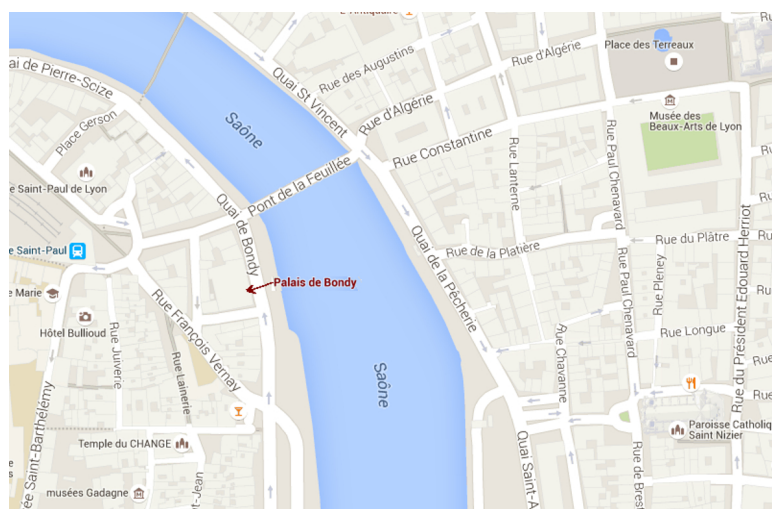 L'Antiquaire
ai de Pierre-Scize
Quai St Vincent
Rue des Augustins
Rue d'Algérie
Rue d'Algérie
Place des Terreaux
Musée des
Beaux-Arts de Lyon
Place Gerson
Saône
Rue Constantine
Rue Lanterne
Rue Paul Chenavard
e Saint-Paul de Lyon
Pont de la Feuillée
Quai de Bondy
Quai de la Pêcherie
Rue de la Platière
Rue du Plâtre
Rue du Président Edouard Herriot
e Saint-Paul
Palais de Bondy
Rue Paul Chenavard
Rue Pleney
e Marie
Hôtel Bullioud
Rue Juiverie
Rue François Vernay
Rue Lainerie
Rue Longue
Rue Chavanne
Saône
ée Saint-Barthélémy
Temple du CHANGE
Paroisse Catholiq
Saint Nizier
Quai Saint-A
Rue de Bres
musées Gadagne
t-Jean